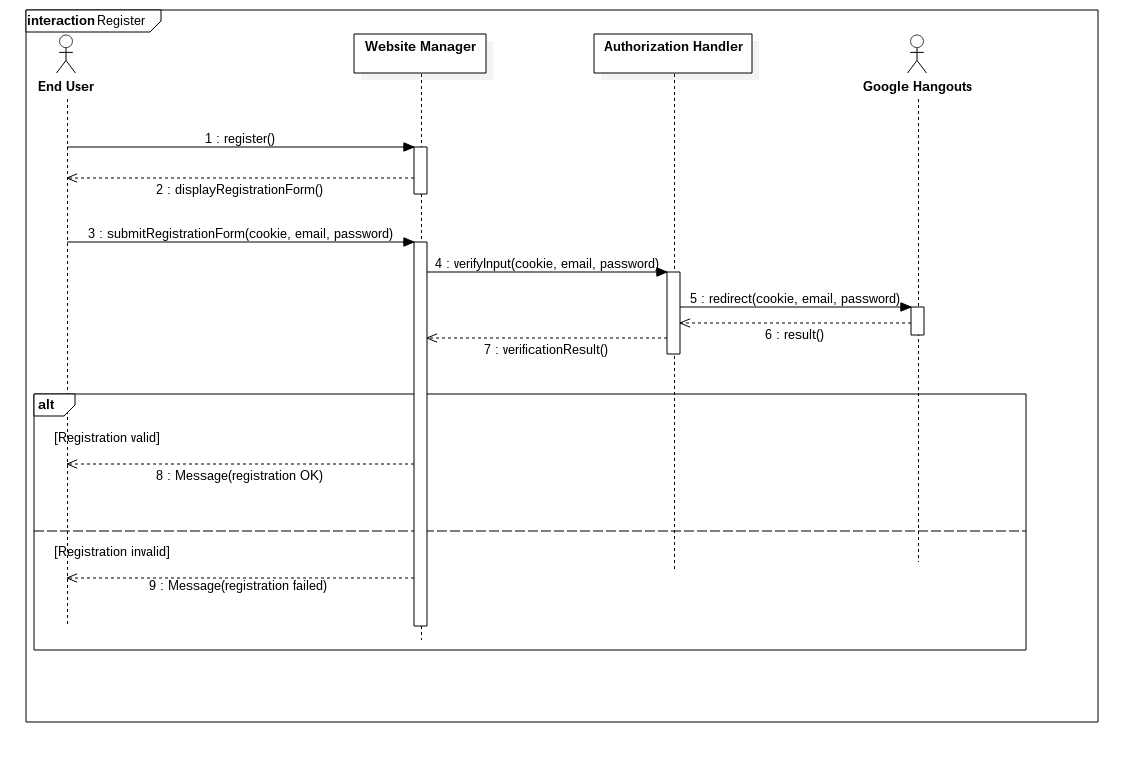 interaction Register
End User
Website Manager
Authorization Handler
Google Hangouts
1 : register()
2 : displayRegistrationForm()
3 : submitRegistrationForm(cookie, email, password)
4 : verifyInput(cookie, email, password)
5 : redirect(cookie, email, password)
6 : result()
7 : verificationResult()
alt
[Registration valid]
8 : Message(registration OK)
[Registration invalid]
9 : Message(registration failed)